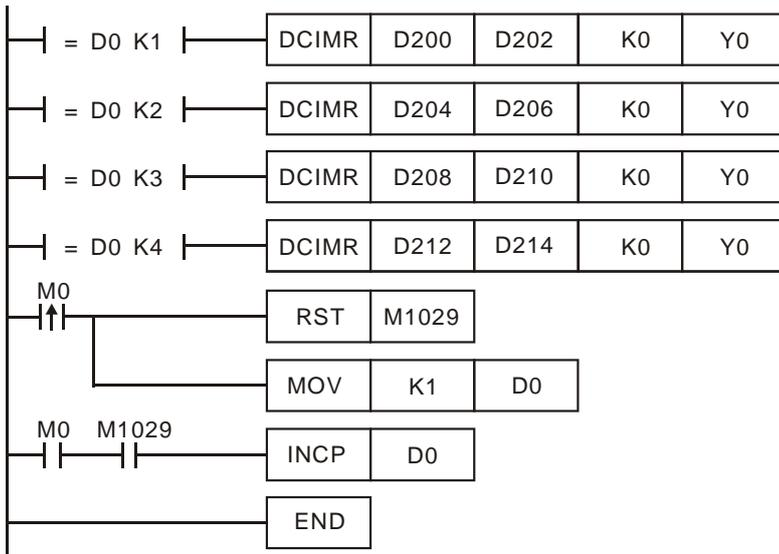 = D0 K1 DCIMR D200 D202 K0 Y0
= D0 K2 DCIMR D204 D206 K0 Y0
= D0 K3 DCIMR D208 D210 K0 Y0
= D0 K4 DCIMR D212 D214 K0 Y0
M0
RST M1029
MOV K1 D0
M0 M1029
INCP D0
END